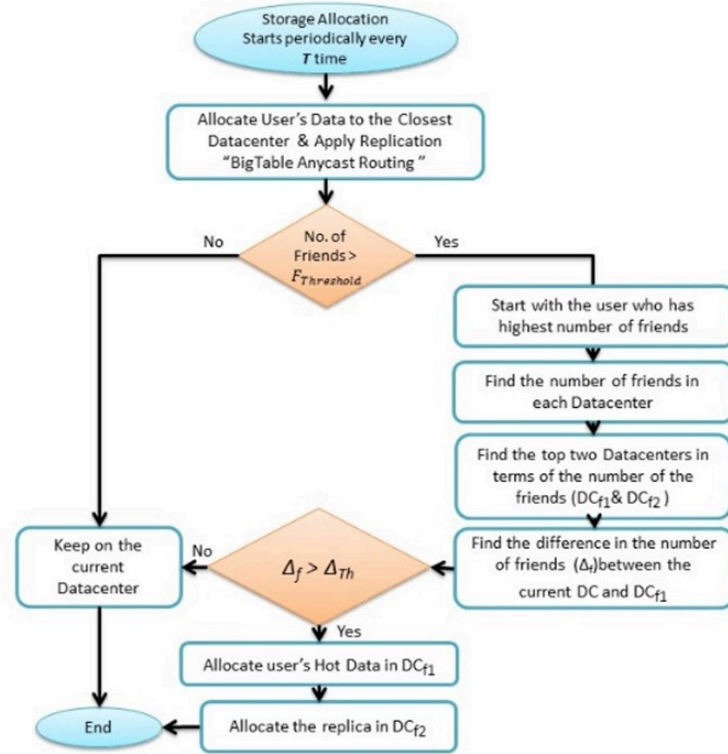 Storage Allocation
Starts periodically every
T time
Allocate User's Data to the Closest
Datacenter & Apply Replication
"BigTable Anycast Routing"
No
No. of
Friends>
F_Threshold
Yes
Start with the user who has
highest number of friends
Find the number of friends in
each Datacenter
Find the top two Datacenters in
terms of the number of the
friends (DCf1& DCf2 )
Find the difference in the number
of friends (Δf)between the
current DC and DCf1
Δf > ΔTh
No
Keep on the
current
Datacenter
Yes
Allocate user's Hot Data in DCf1
Allocate the replica in DCf2
End